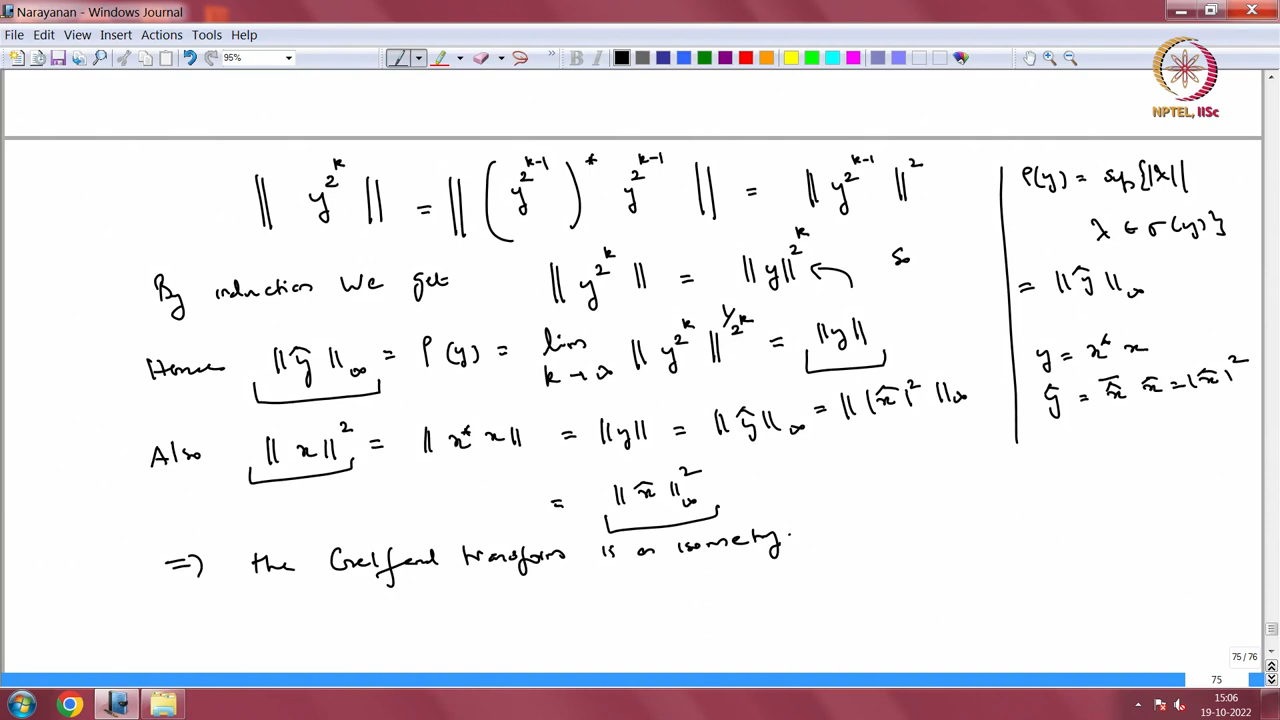 Narayanan - Windows Journal
File Edit View Insert Actions Tools Help
95%
B I
NPTEL, IISc
‖ y^{2^k} ‖ = ‖ (y^{2^{k-1}})^* y^{2^{k-1}} ‖ = ‖ y^{2^{k-1}} ‖^2
By induction We get ‖ y^{2^k} ‖ = ‖y‖^{2^k} So
Hence ‖ŷ‖_∞ = ρ(y) = lim_{k→∞} ‖ y^{2^k} ‖^{1/2^k} = ‖y‖
Also ‖x‖^2 = ‖x^* x‖ = ‖y‖ = ‖ŷ‖_∞ = ‖ |x̂|^2 ‖_∞
= ‖x̂‖_∞^2
⇒ the Gelfand transform is an isometry.
ρ(y) = sup{|λ| |
λ ∈ σ(y)}
= ‖ŷ‖_∞
y = x^* x
ŷ = \overline{x̂} x̂ = |x̂|^2
75/76
75
15:06
19-10-2022